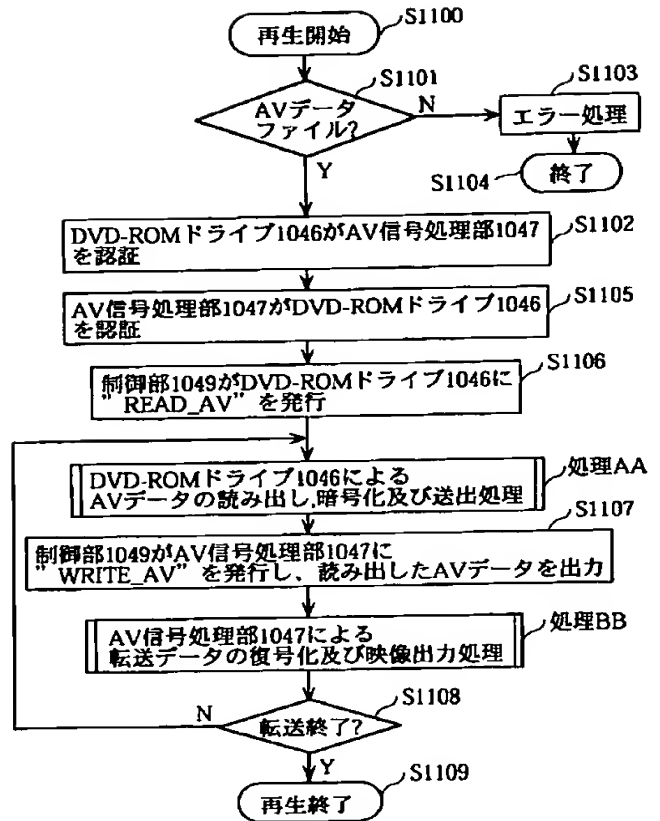 S1100
再生開始
S1101
AVデータ
ファイル?
N
Y
S1103
エラー処理
S1104
終了
S1102
DVD-ROMドライブ1046がAV信号処理部1047
を認証
S1105
AV信号処理部1047がDVD-ROMドライブ1046
を認証
S1106
制御部1049がDVD-ROMドライブ1046に
”READ_AV”を発行
処理AA
DVD-ROMドライブ1046による
AVデータの読み出し,暗号化及び送出処理
S1107
制御部1049がAV信号処理部1047に
”WRITE_AV”を発行し、読み出したAVデータを出力
処理BB
AV信号処理部1047による
転送データの復号化及び映像出力処理
S1108
N
転送終了?
Y
S1109
再生終了